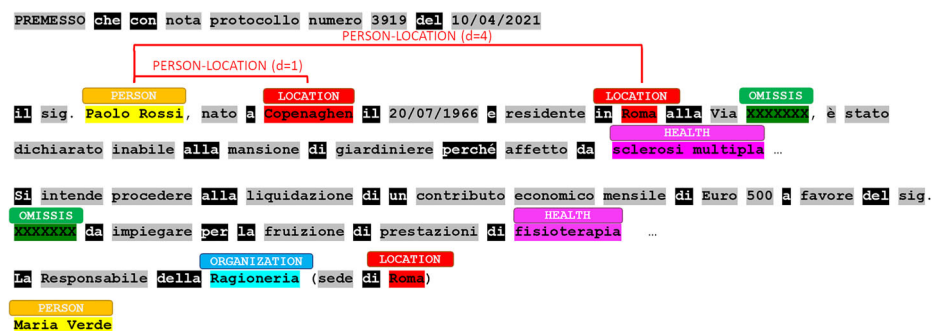 PREMESSO che con nota protocollo numero 3919 del 10/04/2021
PERSON-LOCATION (d=4)
PERSON-LOCATION (d=1)
PERSON LOCATION LOCATION OMISSIS
il sig. Paolo Rossi, nato a Copenaghen il 20/07/1966 e residente in Roma alla Via XXXXXXX, è stato
HEALTH
dichiarato inabile alla mansione di giardiniere perché affetto da sclerosi multipla …
Si intende procedere alla liquidazione di un contributo economico mensile di Euro 500 a favore del sig.
OMISSIS HEALTH
XXXXXXX da impiegare per la fruizione di prestazioni di fisioterapia …
ORGANIZATION LOCATION
La Responsabile della Ragioneria (sede di Roma)
PERSON
Maria Verde